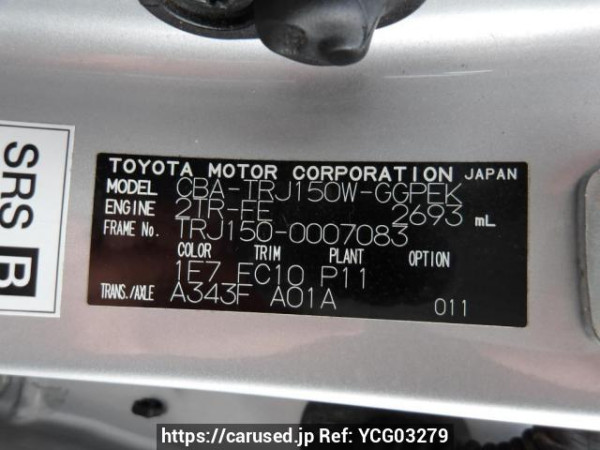 SRS B
TOYOTA MOTOR CORPORATION JAPAN
MODEL CBA-TRJ150W-GGPEK
ENGINE 2TR-FE 2693 mL
FRAME No. TRJ150-0007083
COLOR TRIM PLANT OPTION
1E7 FC10 P11
TRANS./AXLE A343F A01A 011
https://carused.jp Ref: YCG03279